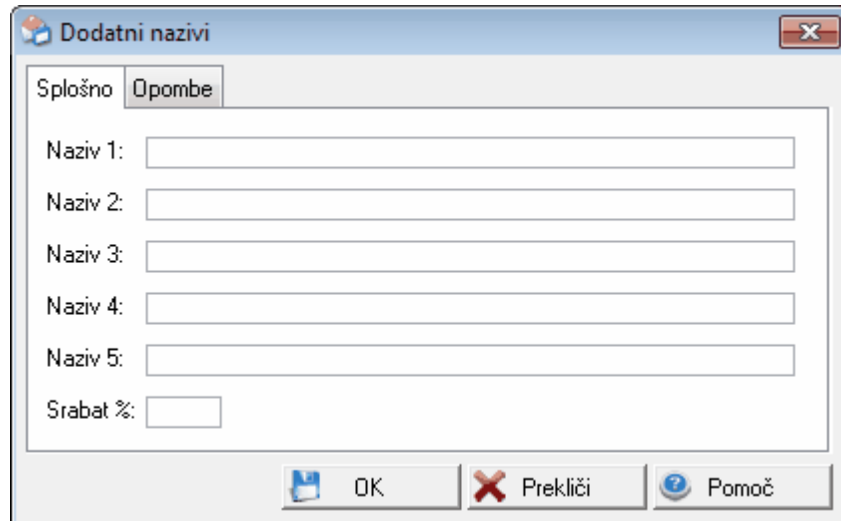 Dodatni nazivi
Splošno Opombe
Naziv 1:
Naziv 2:
Naziv 3:
Naziv 4:
Naziv 5:
Srabat %:
OK Prekliči Pomoč